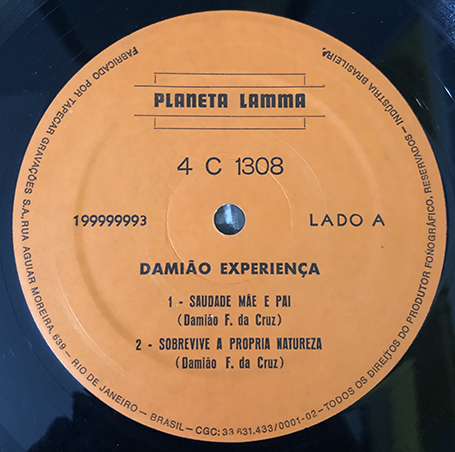 PLANETA LAMMA
4 C 1308
199999993
LADO A
DAMIÃO EXPERIENÇA
1 - SAUDADE MÃE E PAI
(Damião F. da Cruz)
2 - SOBREVIVE A PROPRIA NATUREZA
(Damião F. da Cruz)
FABRICADO POR TAPECAR GRAVAÇÕES S.A., RUA AGUIAR MOREIRA, 639 - RIO DE JANEIRO - BRASIL - CGC: 33.631.433/0001-02 - TODOS OS DIREITOS DO PRODUTOR FONOGRÁFICO, RESERVADOS - INDÚSTRIA BRASILEIRA.